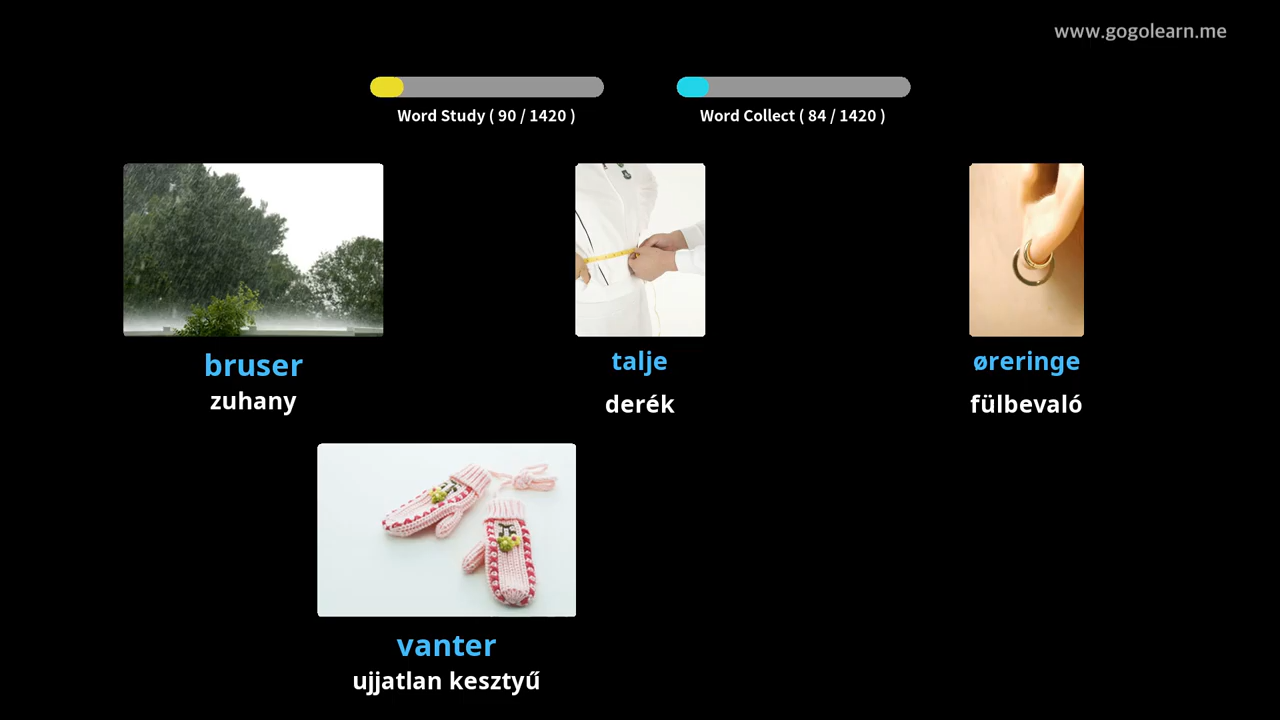 www.gogolearn.me
Word Study ( 90 / 1420 )
Word Collect ( 84 / 1420 )
bruser
zuhany
talje
derék
øreringe
fülbevaló
vanter
ujjatlan kesztyű